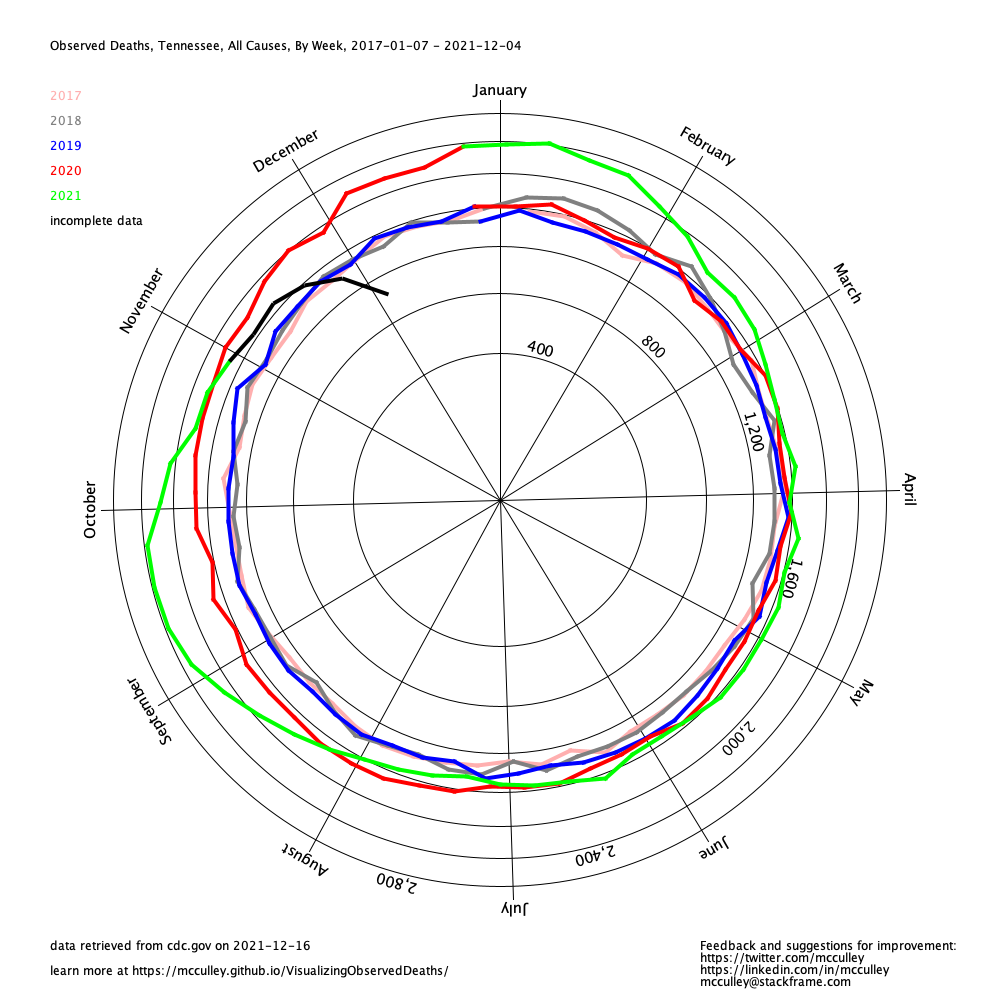 Observed Deaths, Tennessee, All Causes, By Week, 2017-01-07 - 2021-12-04
2017
2018
2019
2020
2021
incomplete data
January
February
March
April
May
June
July
August
September
October
November
December
400
800
1,200
1,600
2,000
2,400
2,800
data retrieved from cdc.gov on 2021-12-16
learn more at https://mcculley.github.io/VisualizingObservedDeaths/
Feedback and suggestions for improvement:
https://twitter.com/mcculley
https://linkedin.com/in/mcculley
mcculley@stackframe.com